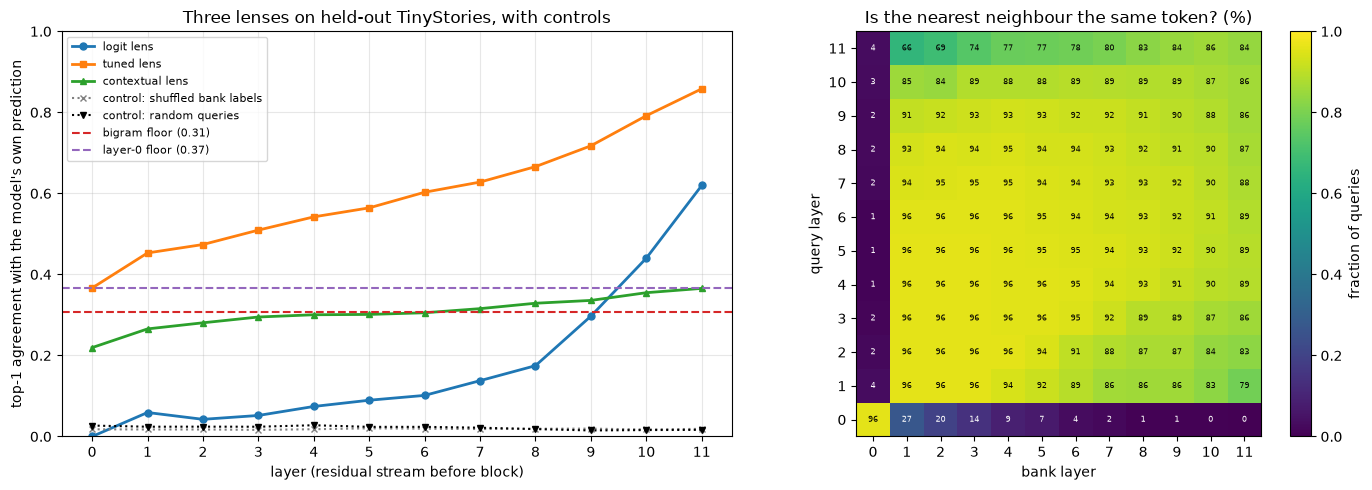 Three lenses on held-out TinyStories, with controls
top-1 agreement with the model's own prediction
1.0
0.8
0.6
0.4
0.2
0.0
logit lens
tuned lens
contextual lens
control: shuffled bank labels
control: random queries
bigram floor (0.31)
layer-0 floor (0.37)
0 1 2 3 4 5 6 7 8 9 10 11
layer (residual stream before block)
Is the nearest neighbour the same token? (%)
query layer
11 4 66 69 74 77 77 78 80 83 84 86 84
10 3 85 84 89 88 88 89 89 89 89 87 86
9 2 91 92 93 93 93 92 92 91 90 88 86
8 2 93 94 94 95 94 94 93 92 91 90 87
7 2 94 95 95 95 94 94 93 93 92 90 88
6 1 96 96 96 96 95 94 94 93 92 91 89
5 1 96 96 96 96 95 95 94 93 92 90 89
4 1 96 96 96 96 96 95 94 93 91 90 89
3 2 96 96 96 96 96 95 92 89 89 87 86
2 2 96 96 96 96 94 91 88 87 87 84 83
1 4 96 96 96 94 92 89 86 86 86 83 79
0 96 27 20 14 9 7 4 2 1 1 0 0
0 1 2 3 4 5 6 7 8 9 10 11
bank layer
1.0
0.8
0.6
0.4
0.2
0.0
fraction of queries